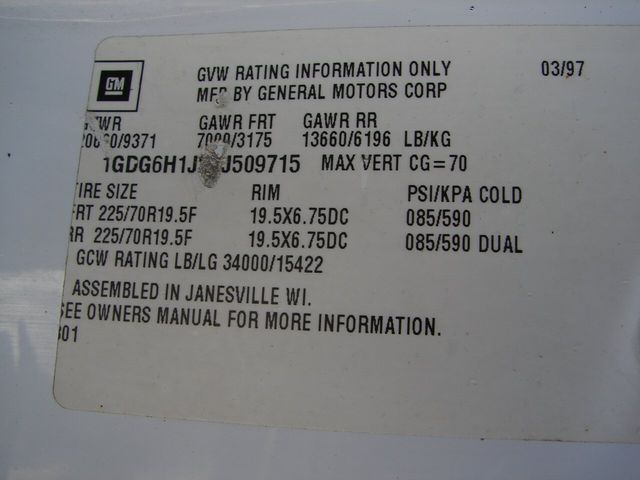 GM
GVW RATING INFORMATION ONLY 03/97
MFD BY GENERAL MOTORS CORP
GAWR FRT GAWR RR
/9371 /3175 13660/6196 LB/KG
MAX VERT CG=70
TIRE SIZE RIM PSI/KPA COLD
FRT 225/70R19.5F 19.5X6.75DC 085/590
RR 225/70R19.5F 19.5X6.75DC 085/590 DUAL
GCW RATING LB/LG 34000/15422
ASSEMBLED IN JANESVILLE WI.
SEE OWNERS MANUAL FOR MORE INFORMATION.